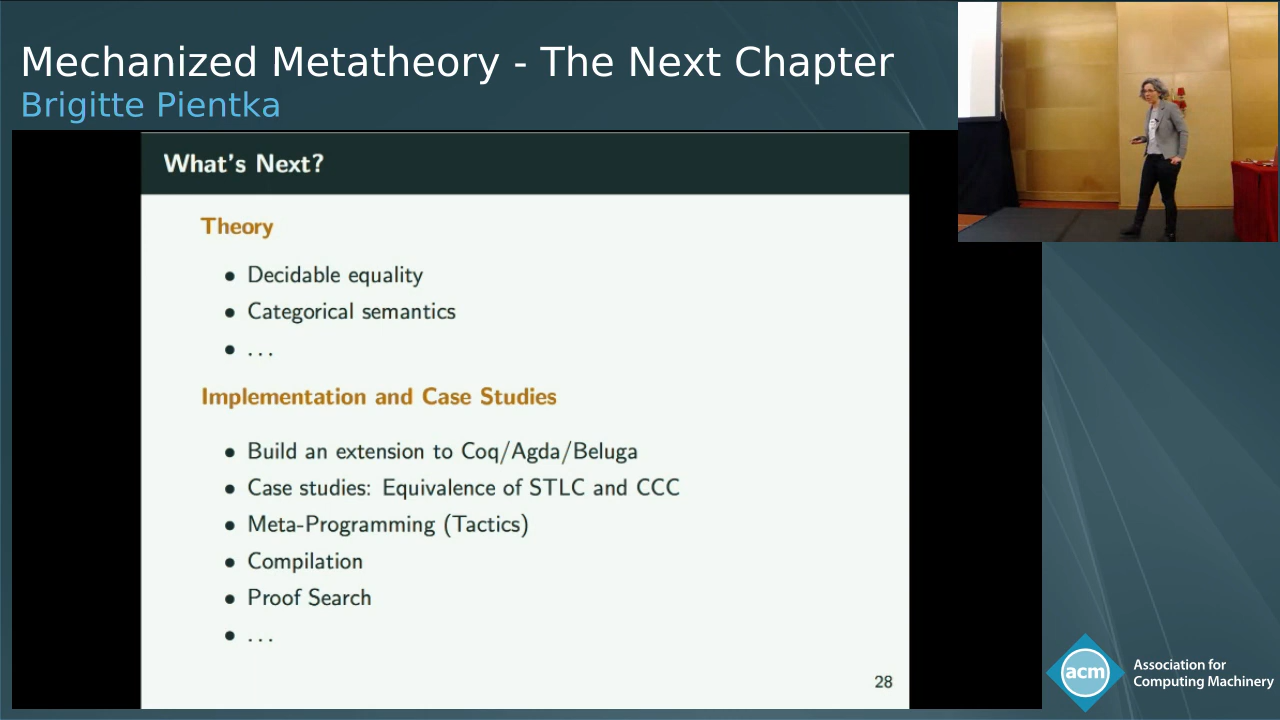 Mechanized Metatheory - The Next Chapter
Brigitte Pientka
What's Next?
Theory
• Decidable equality
• Categorical semantics
• . . .
Implementation and Case Studies
• Build an extension to Coq/Agda/Beluga
• Case studies: Equivalence of STLC and CCC
• Meta-Programming (Tactics)
• Compilation
• Proof Search
• . . .
28
acm
Association for
Computing Machinery